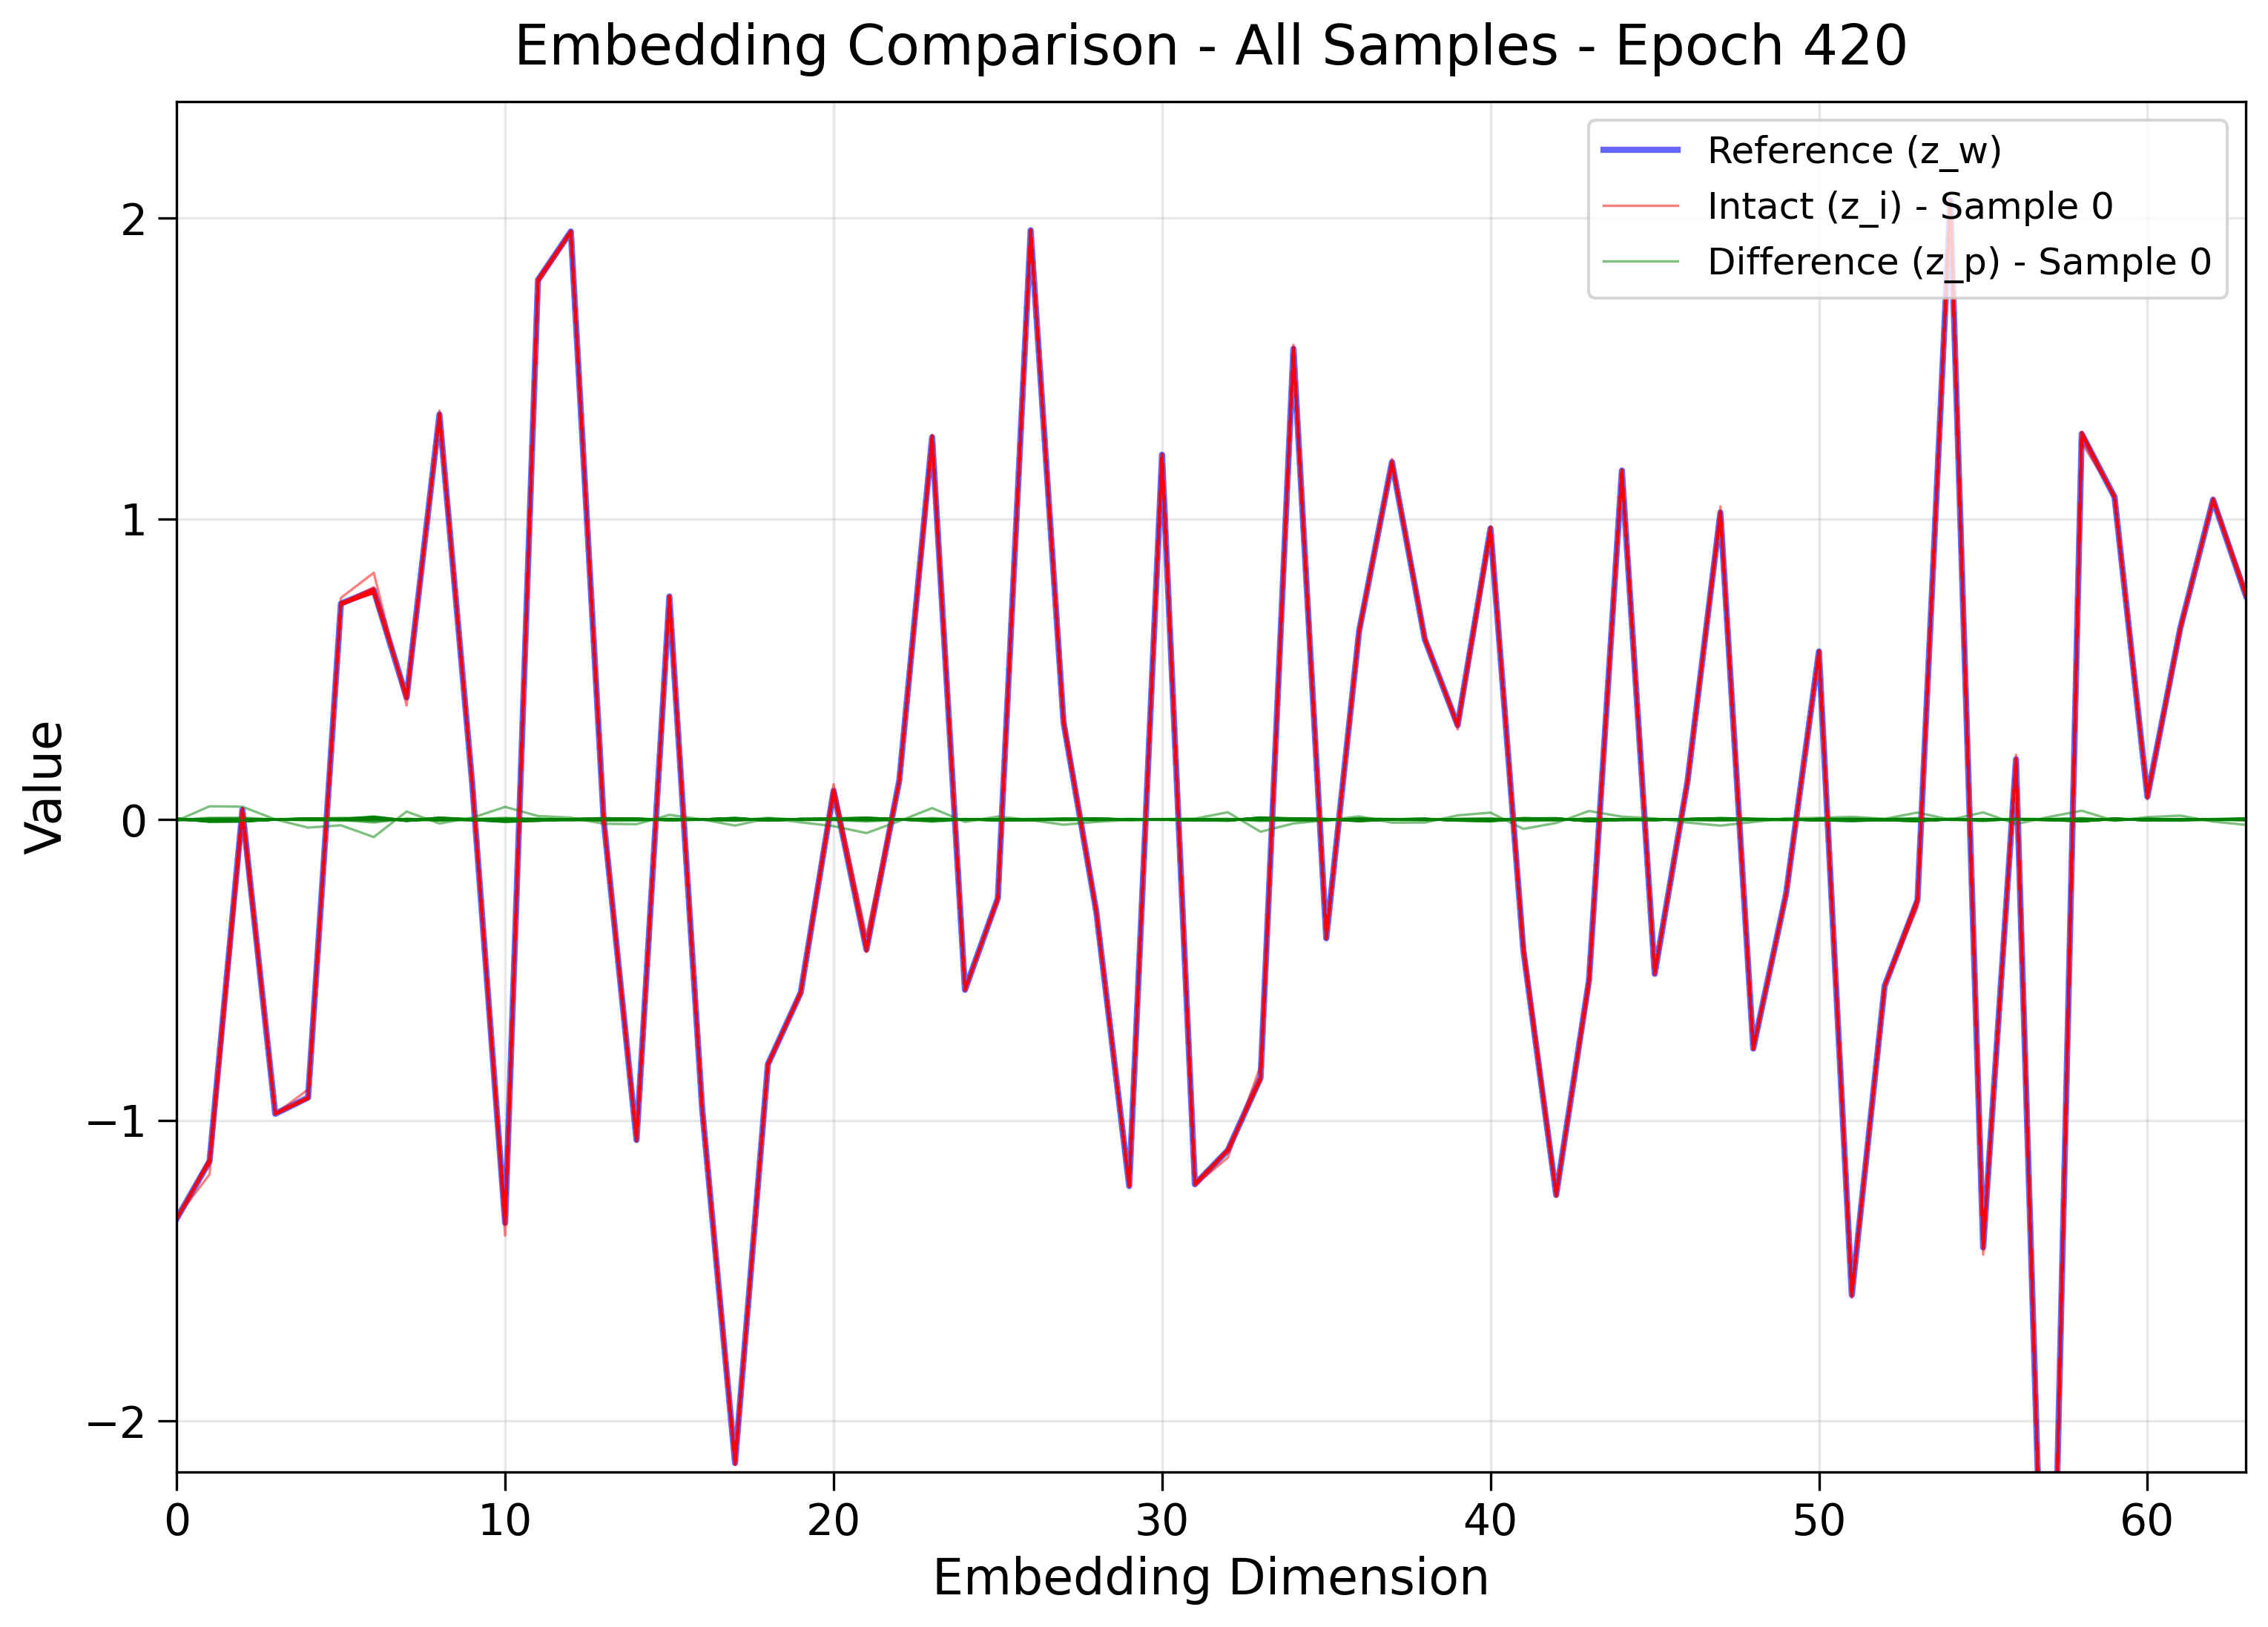 Embedding Comparison - All Samples - Epoch 420
Reference (z_w)
Intact (z_i) - Sample 0
Difference (z_p) - Sample 0
Value
2
1
0
−1
−2
0 10 20 30 40 50 60
Embedding Dimension